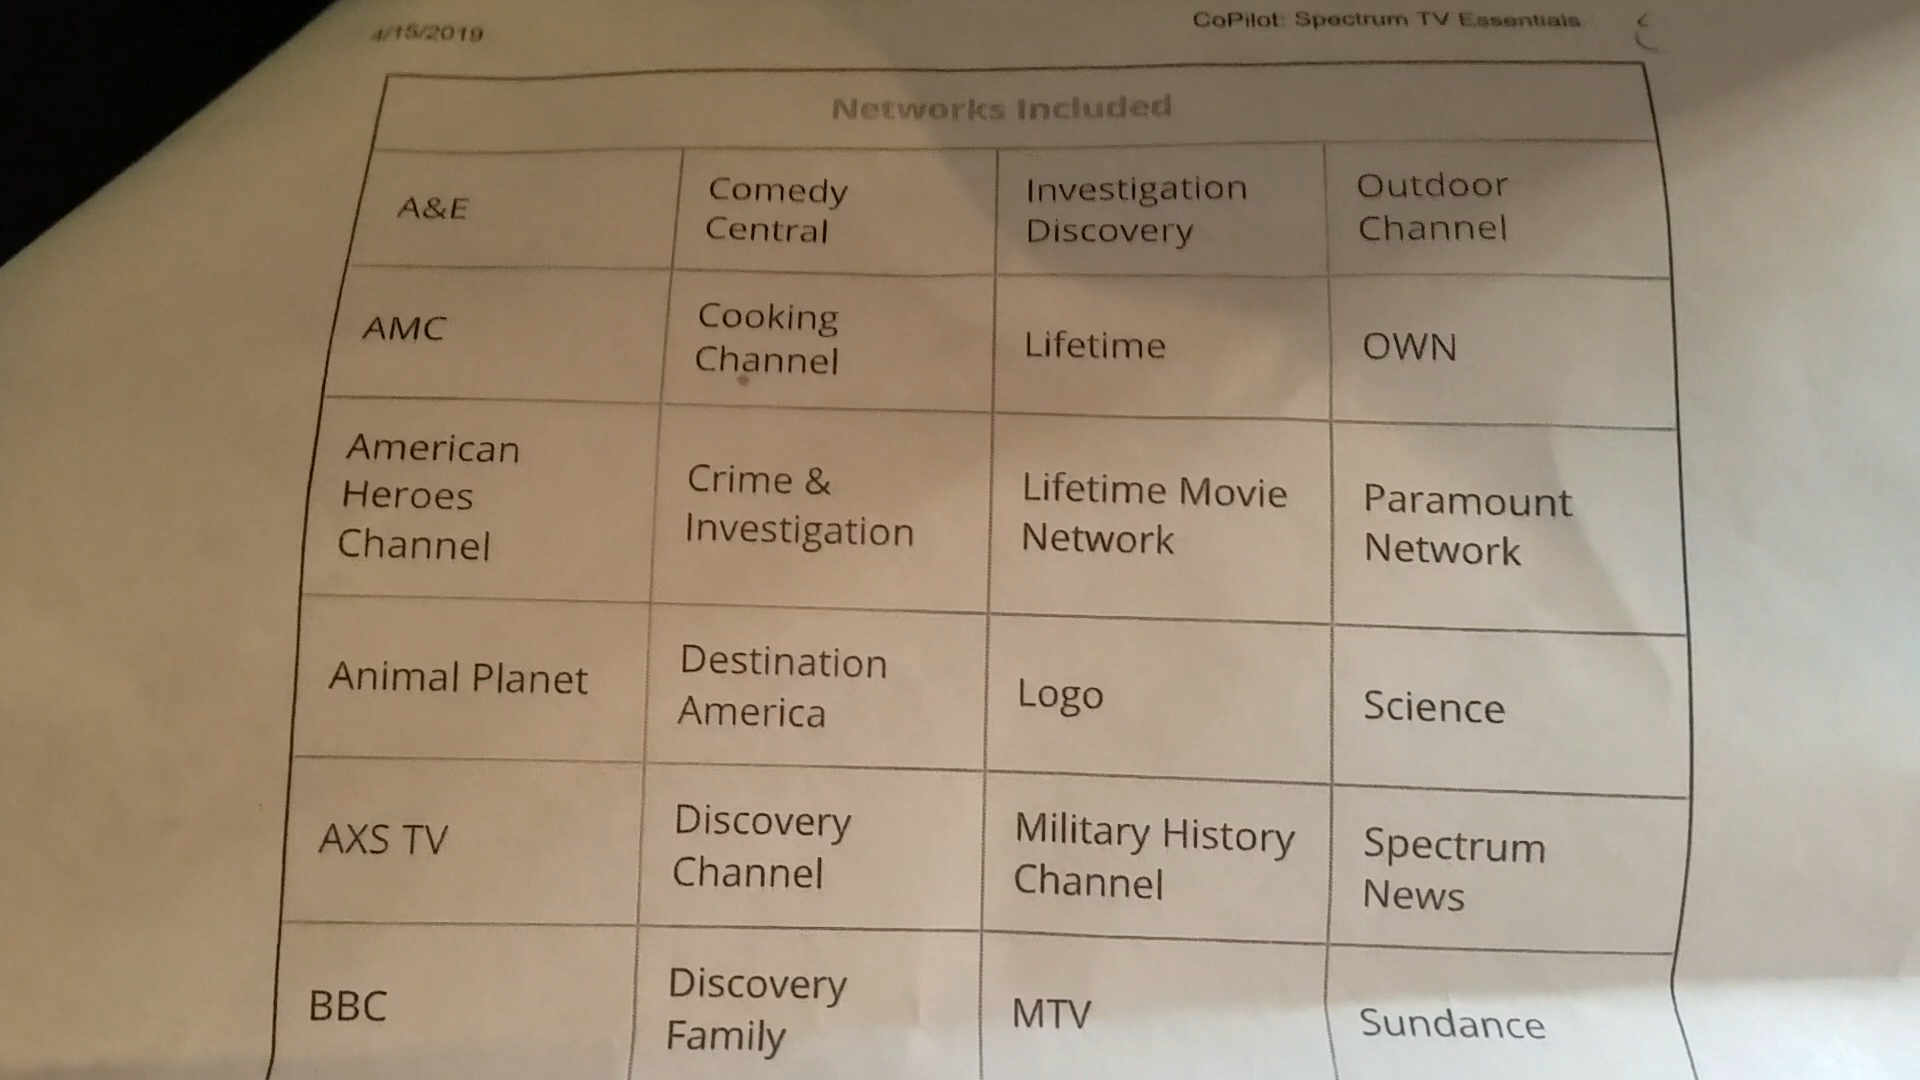 4/15/2019
CoPilot: Spectrum TV Essentials
Networks Included
A&E
Comedy
Central
Investigation
Discovery
Outdoor
Channel
AMC
Cooking
Channel
Lifetime
OWN
American
Heroes
Channel
Crime &
Investigation
Lifetime Movie
Network
Paramount
Network
Animal Planet
Destination
America
Logo
Science
AXS TV
Discovery
Channel
Military History
Channel
Spectrum
News
BBC
Discovery
Family
MTV
Sundance